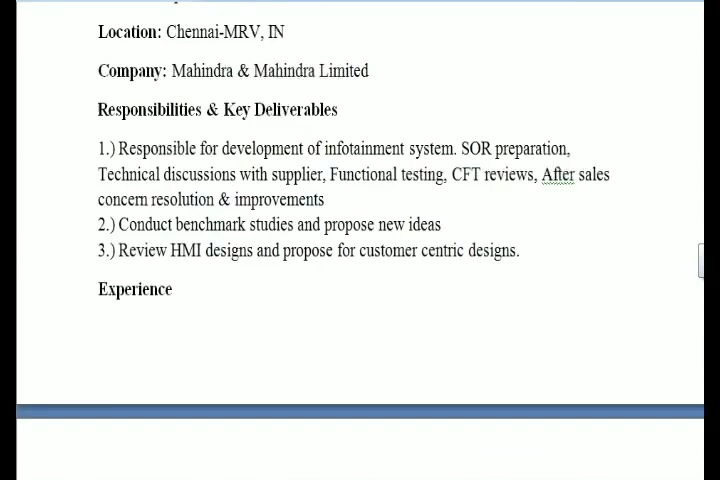 Location: Chennai-MRV, IN
Company: Mahindra & Mahindra Limited
Responsibilities & Key Deliverables
1.) Responsible for development of infotainment system. SOR preparation,
Technical discussions with supplier, Functional testing, CFT reviews, After sales
concern resolution & improvements
2.) Conduct benchmark studies and propose new ideas
3.) Review HMI designs and propose for customer centric designs.
Experience